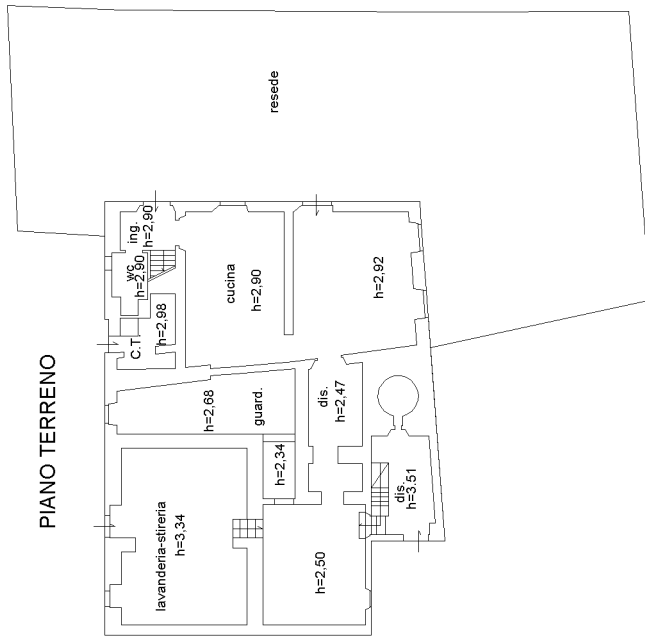 PIANO TERRENO
resede
ing.
h=2,90
wc
h=2,90
C.T.
h=2,98
cucina
h=2,90
h=2,92
h=2,68
guard.
dis.
h=2,47
h=2,34
lavanderia-stireria
h=3,34
h=2,50
dis.
h=3.51